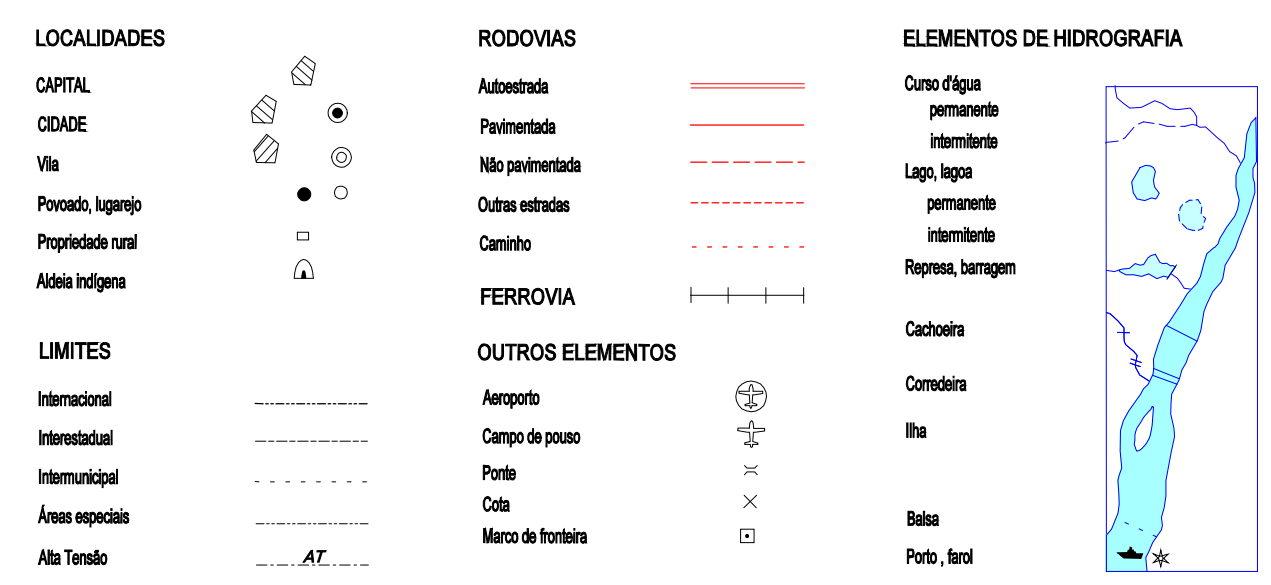 LOCALIDADES
CAPITAL
CIDADE
Vila
Povoado, lugarejo
Propriedade rural
Aldeia indígena
LIMITES
Internacional
Interestadual
Intermunicipal
Áreas especiais
Alta Tensão
AT
RODOVIAS
Autoestrada
Pavimentada
Não pavimentada
Outras estradas
Caminho
FERROVIA
OUTROS ELEMENTOS
Aeroporto
Campo de pouso
Ponte
Cota
Marco de fronteira
ELEMENTOS DE HIDROGRAFIA
Curso d'água
permanente
intermitente
Lago, lagoa
permanente
intermitente
Represa, barragem
Cachoeira
Corredeira
Ilha
Balsa
Porto , farol